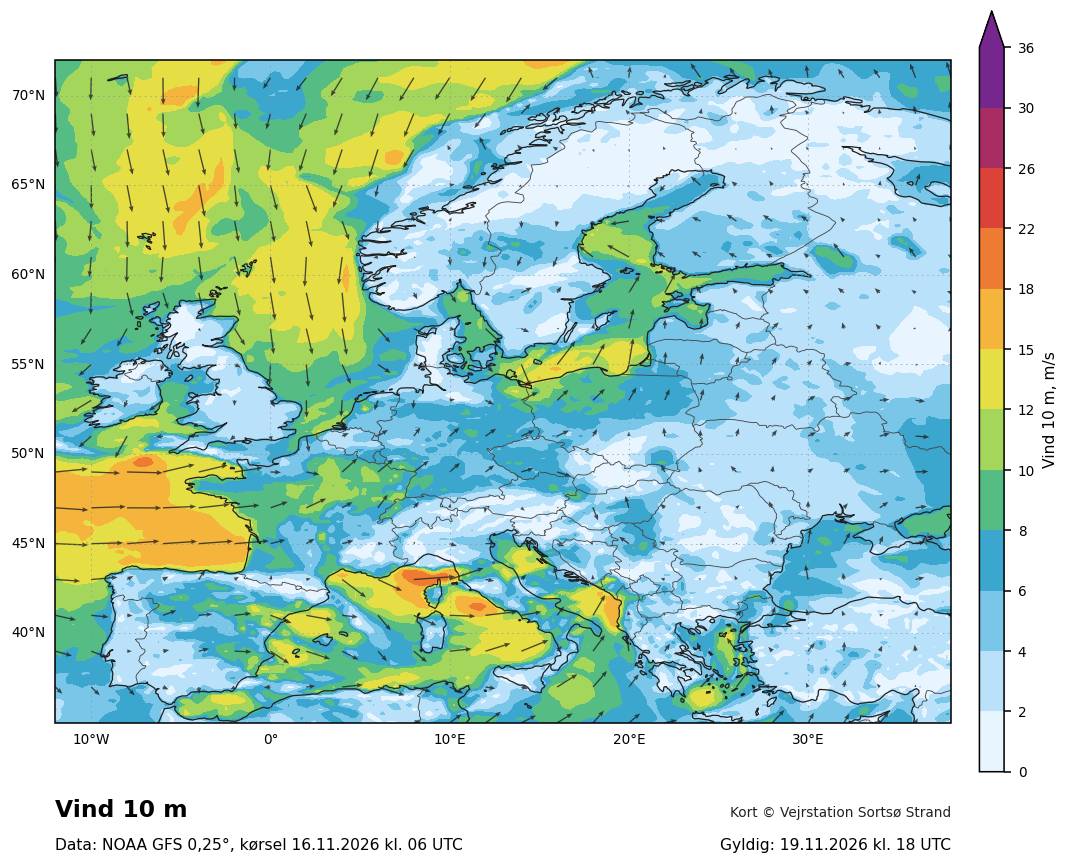 70°N
65°N
60°N
55°N
50°N
45°N
40°N
10°W
0°
10°E
20°E
30°E
36
30
26
22
18
15
12
10
8
6
4
2
0
Vind 10 m, m/s
Vind 10 m
Kort © Vejrstation Sortsø Strand
Data: NOAA GFS 0,25°, kørsel 16.11.2026 kl. 06 UTC
Gyldig: 19.11.2026 kl. 18 UTC